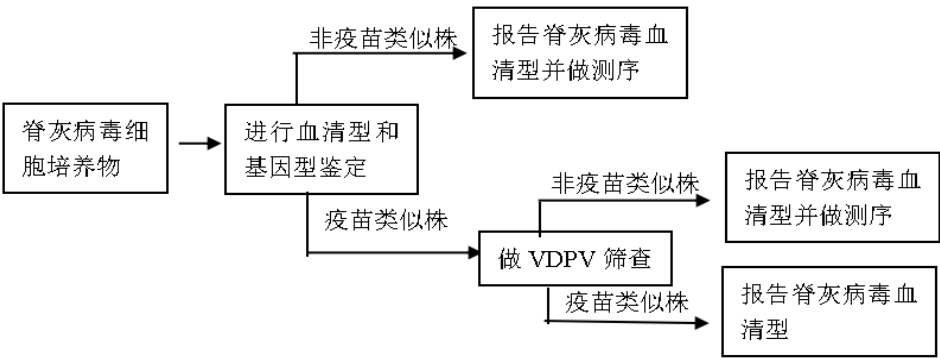 脊灰病毒细
胞培养物
进行血清型和
基因型鉴定
非疫苗类似株
报告脊灰病毒血
清型并做测序
疫苗类似株
做 VDPV 筛查
非疫苗类似株
报告脊灰病毒血
清型并做测序
疫苗类似株
报告脊灰病毒血
清型